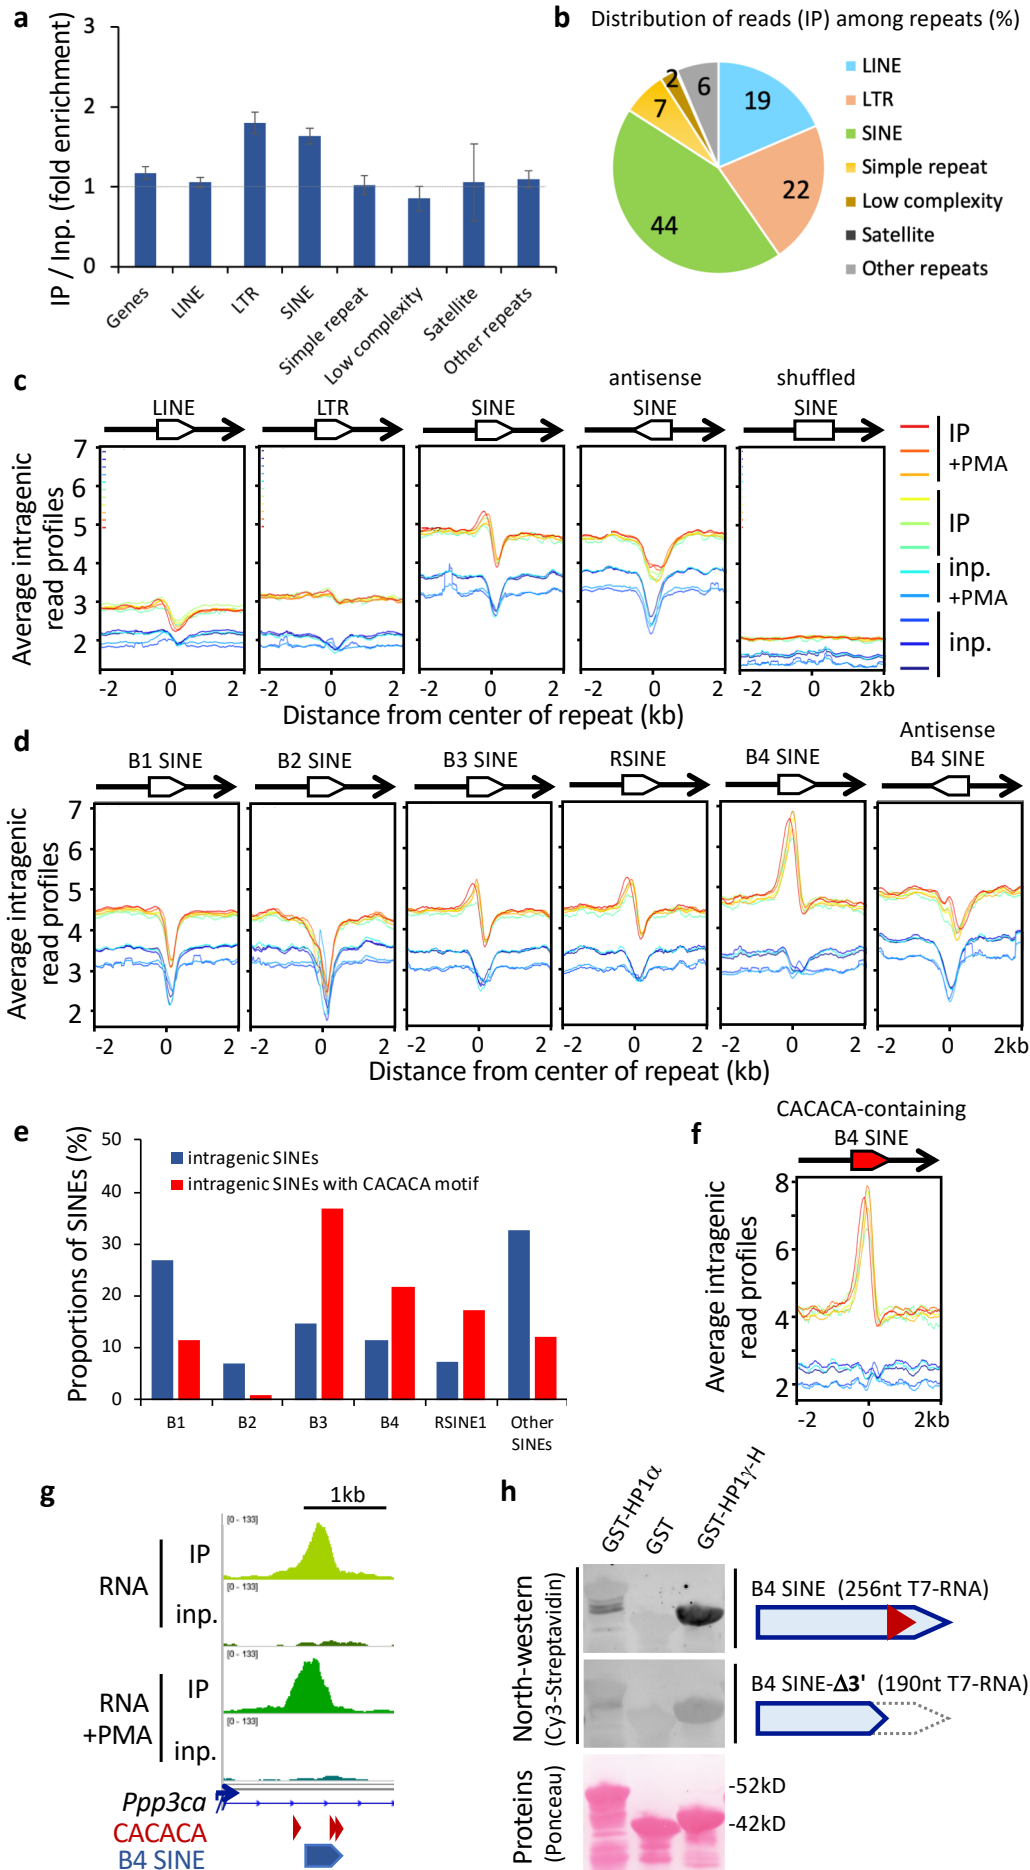 a
IP / Inp. (fold enrichment)
3
2
1
0
Genes
LINE
LTR
SINE
Simple repeat
Low complexity
Satellite
Other repeats
b Distribution of reads (IP) among repeats (%)
2
6
19
7
22
44
LINE
LTR
SINE
Simple repeat
Low complexity
Satellite
Other repeats
c
Average intragenic
read profiles
LINE
LTR
SINE
antisense
SINE
shuffled
SINE
7
6
5
4
3
2
-2 0 2
-2 0 2
-2 0 2
-2 0 2
-2 0 2kb
Distance from center of repeat (kb)
IP
+PMA
IP
inp.
+PMA
inp.
d
Average intragenic
read profiles
B1 SINE
B2 SINE
B3 SINE
RSINE
B4 SINE
Antisense
B4 SINE
7
6
5
4
3
2
-2 0 2
-2 0 2
-2 0 2
-2 0 2
-2 0 2
-2 0 2kb
Distance from center of repeat (kb)
e
Proportions of SINEs (%)
50
40
30
20
10
0
intragenic SINEs
intragenic SINEs with CACACA motif
B1
B2
B3
B4
RSINE1
Other
SINEs
f
CACACA-containing
B4 SINE
Average intragenic
read profiles
8
6
4
2
-2 0 2kb
g
1kb
RNA
IP
[0 - 133]
inp.
[0 - 133]
RNA
+PMA
IP
[0 - 133]
inp.
[0 - 133]
Ppp3ca
CACACA
B4 SINE
h
GST-HP1α
GST
GST-HP1γ-H
North-western
(Cy3-Streptavidin)
B4 SINE (256nt T7-RNA)
B4 SINE-Δ3' (190nt T7-RNA)
Proteins
(Ponceau)
-52kD
-42kD